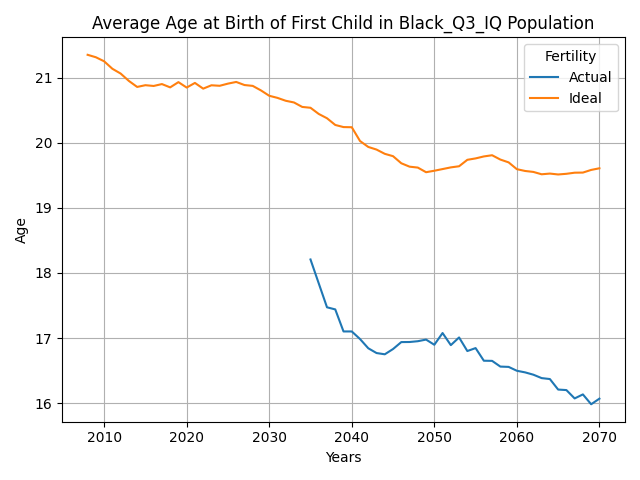 Average Age at Birth of First Child in Black_Q3_IQ Population
Fertility
Actual
Ideal
Age
21
20
19
18
17
16
2010 2020 2030 2040 2050 2060 2070
Years